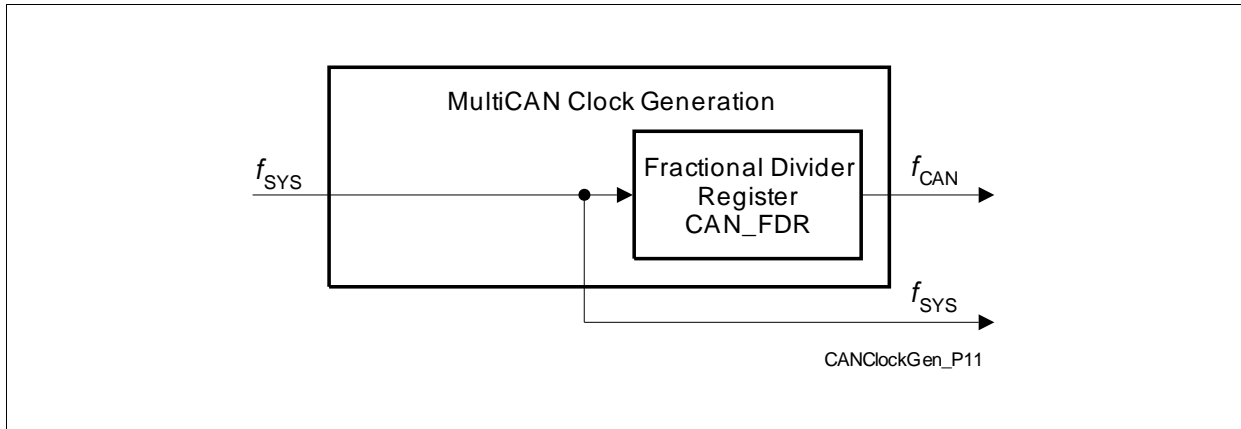 MultiCAN Clock Generation
fSYS
Fractional Divider
Register
CAN_FDR
fCAN
fSYS
CANClockGen_P11